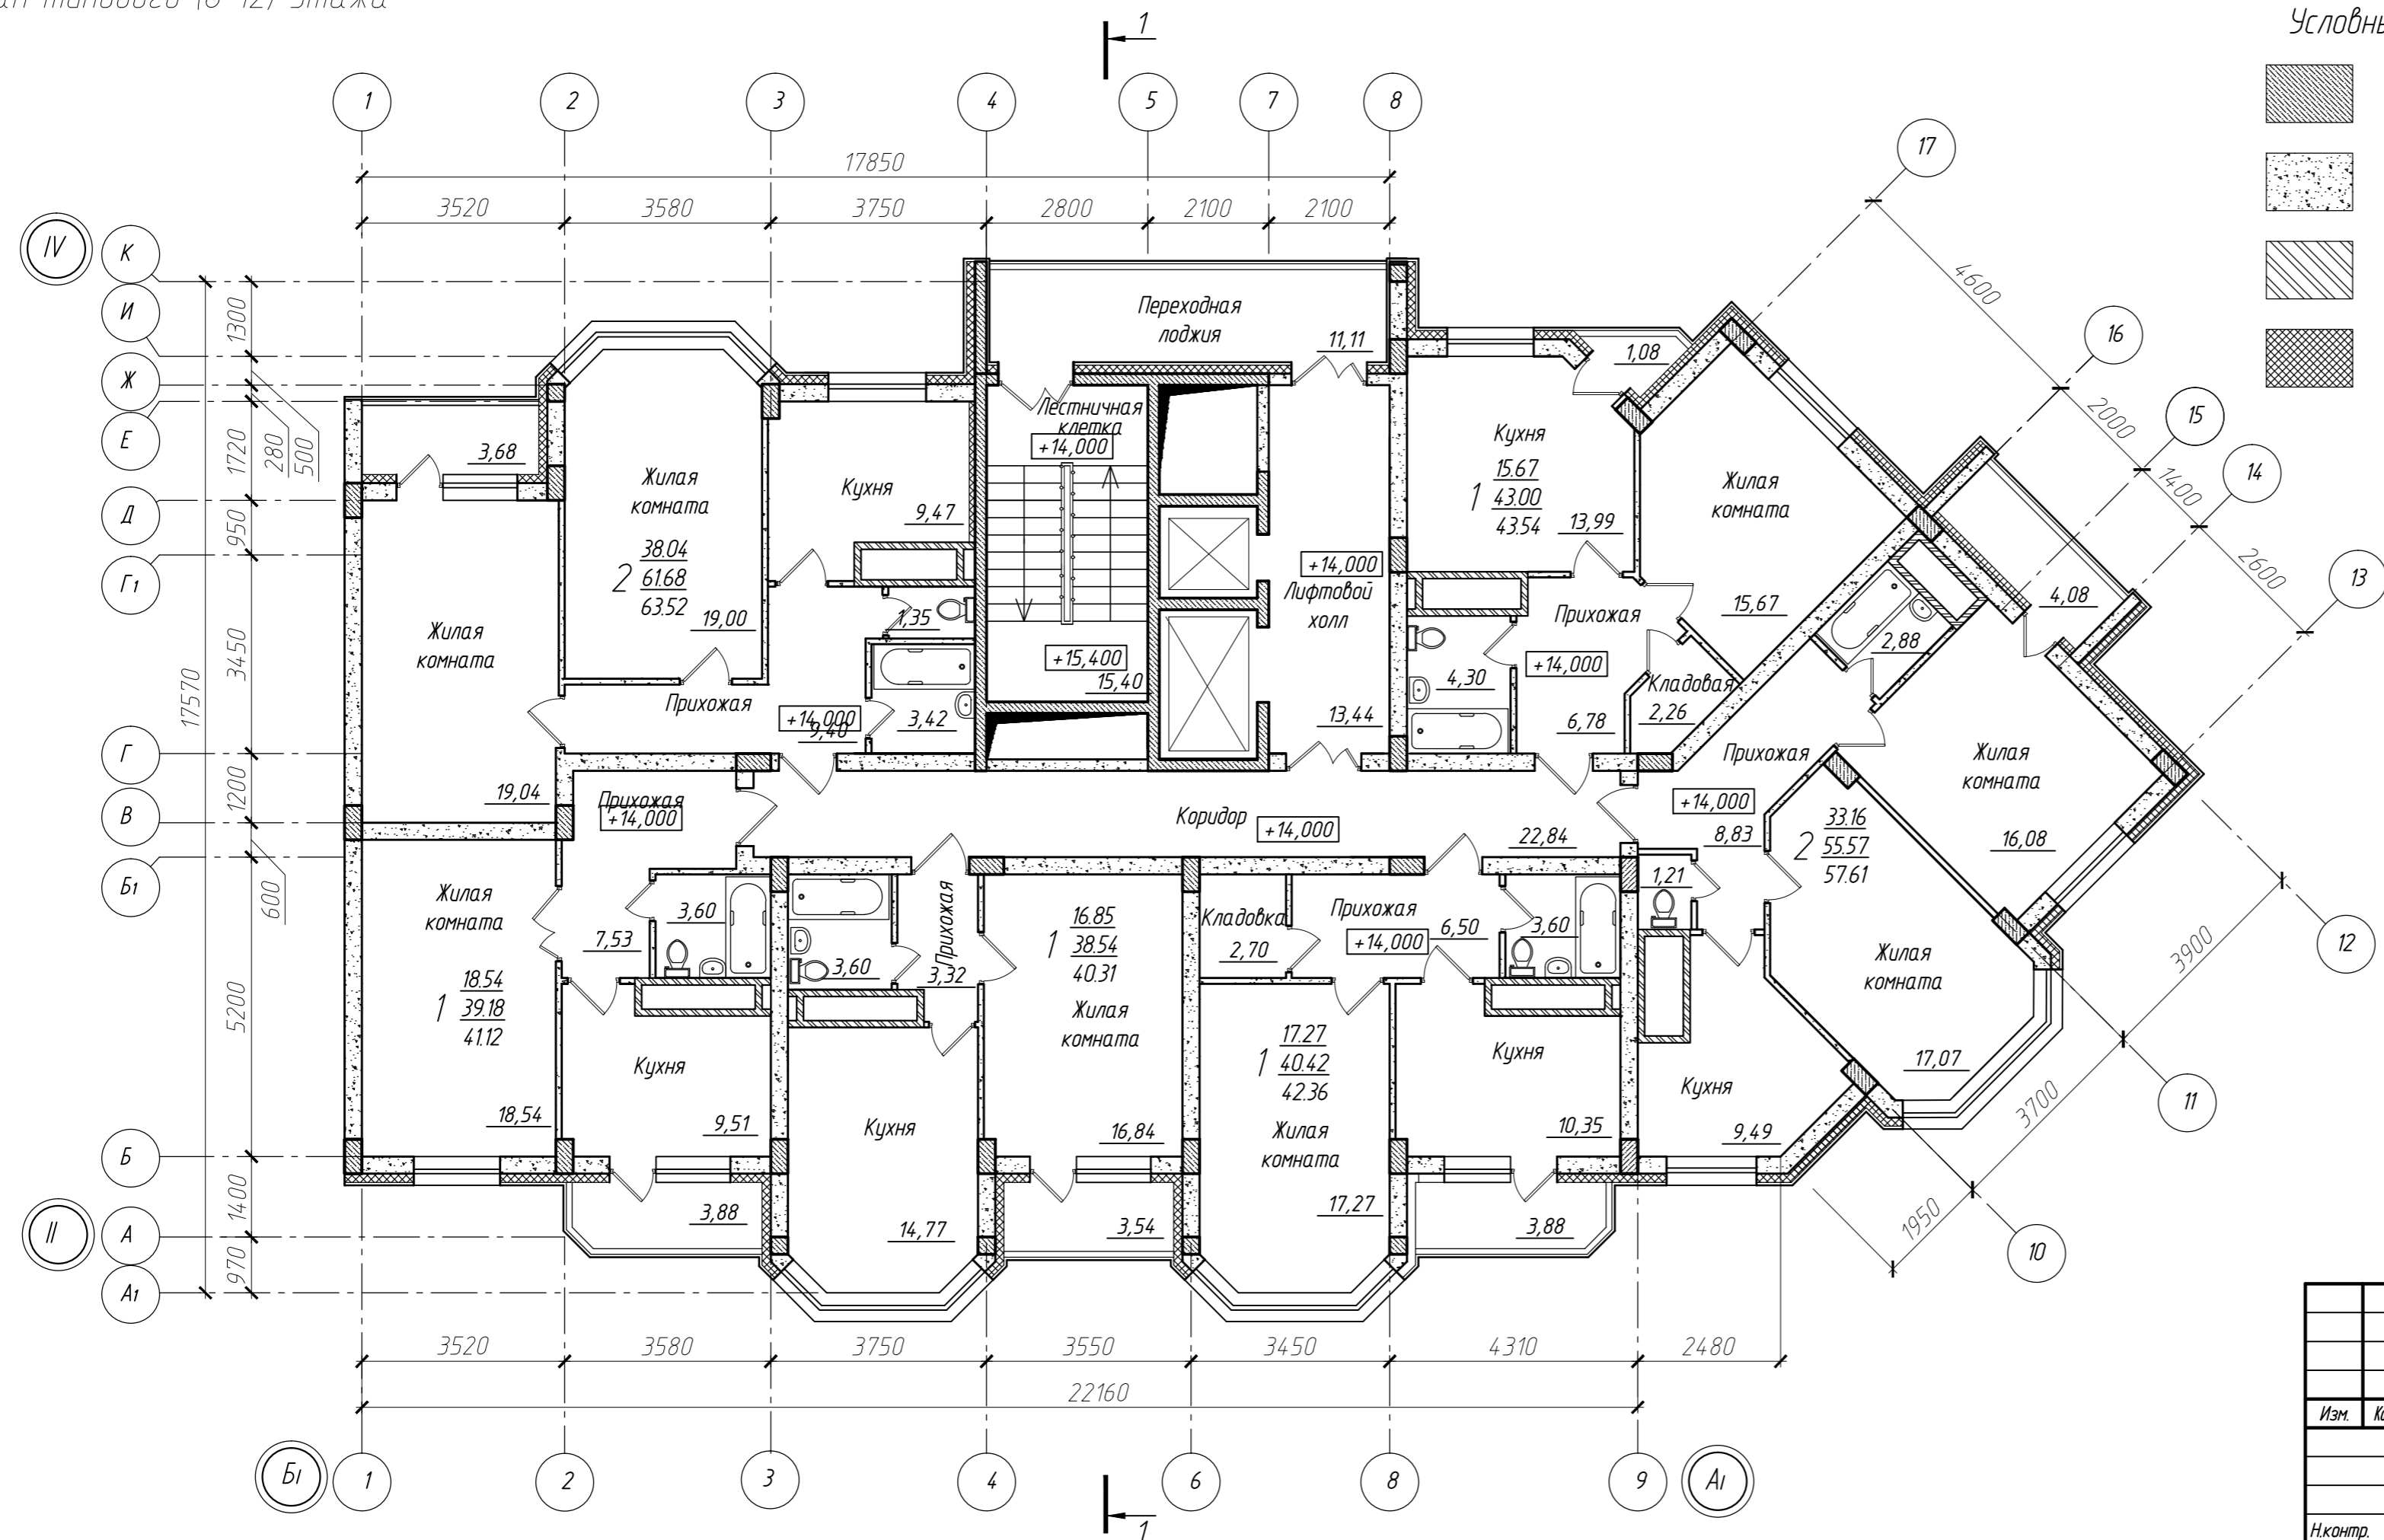 типового (6-12) этажа
Условны
1
1 2 3 4 5 7 8
17850
3520 3580 3750 2800 2100 2100
17
16
15
14
13
12
11
10
4600
2000
1400
2600
3900
3700
1950
IV
К
И
Ж
Е
Д
Г1
Г
В
Б1
Б
II
А
А1
17570
1300
280
500
1720
950
3450
1200
600
5200
1400
970
Переходная
лоджия
11,11
Лестничная
клетка
+14,000
+15,400
15,40
+14,000
Лифтовой
холл
13,44
3,68
Жилая
комната
19,04
Жилая
комната
2
38.04
61.68
63.52
19,00
Кухня
9,47
1,35
3,42
Прихожая
+14,000
9,40
Кухня
1
15.67
43.00
43.54
13,99
1,08
Жилая
комната
15,67
Прихожая
+14,000
4,30
6,78
Кладовая
2,26
2,88
4,08
Прихожая
+14,000
8,83
Жилая
комната
16,08
2
33.16
55.57
57.61
1,21
Жилая
комната
17,07
Кухня
9,49
Коридор
+14,000
22,84
Прихожая
+14,000
7,53
3,60
Жилая
комната
1
18.54
39.18
41.12
18,54
Кухня
9,51
3,88
3,60
Прихожая
3,32
Кухня
14,77
1
16.85
38.54
40.31
Жилая
комната
16,84
3,54
Кладовка
2,70
Прихожая
+14,000
6,50
3,60
1
17.27
40.42
42.36
Жилая
комната
17,27
Кухня
10,35
3,88
3520 3580 3750 3550 3450 4310 2480
22160
Б1 1 2 3 4 6 8 9 А1
1
Изм.
Н.контр.